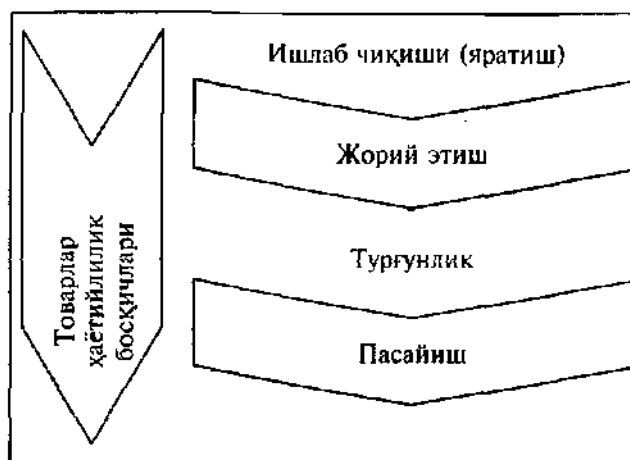 Ишлаб чиқиши (яратиш)
Жорий этиш
Турғунлик
Пасайиш
Товарлар
ҳаётийлилик
босқичлари